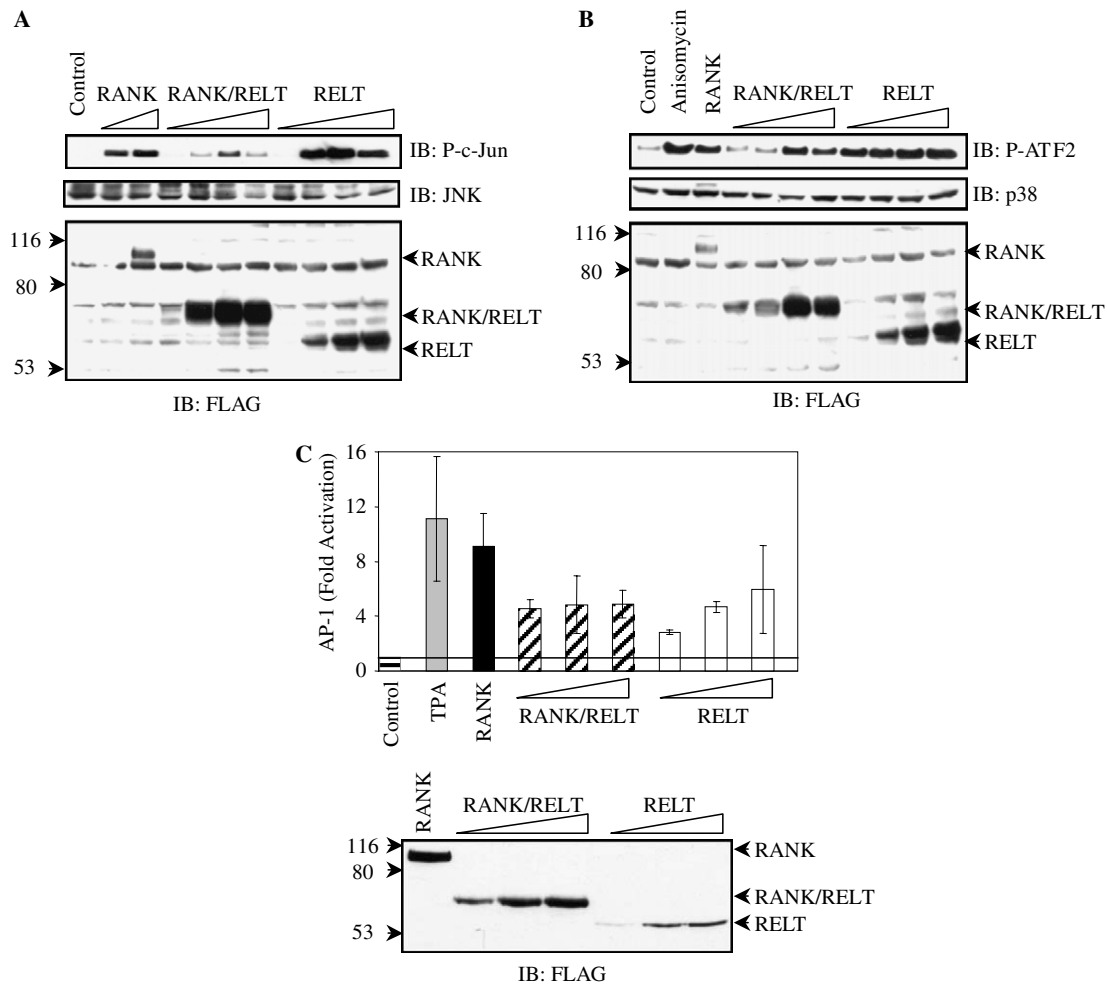 A
Control
RANK
RANK/RELT
RELT
IB: P-c-Jun
IB: JNK
116
80
53
RANK
RANK/RELT
RELT
IB: FLAG
B
Control
Anisomycin
RANK
RANK/RELT
RELT
IB: P-ATF2
IB: p38
116
80
53
RANK
RANK/RELT
RELT
IB: FLAG
C
AP-1 (Fold Activation)
16
12
8
4
0
Control
TPA
RANK
RANK/RELT
RELT
RANK
RANK/RELT
RELT
116
80
53
RANK
RANK/RELT
RELT
IB: FLAG